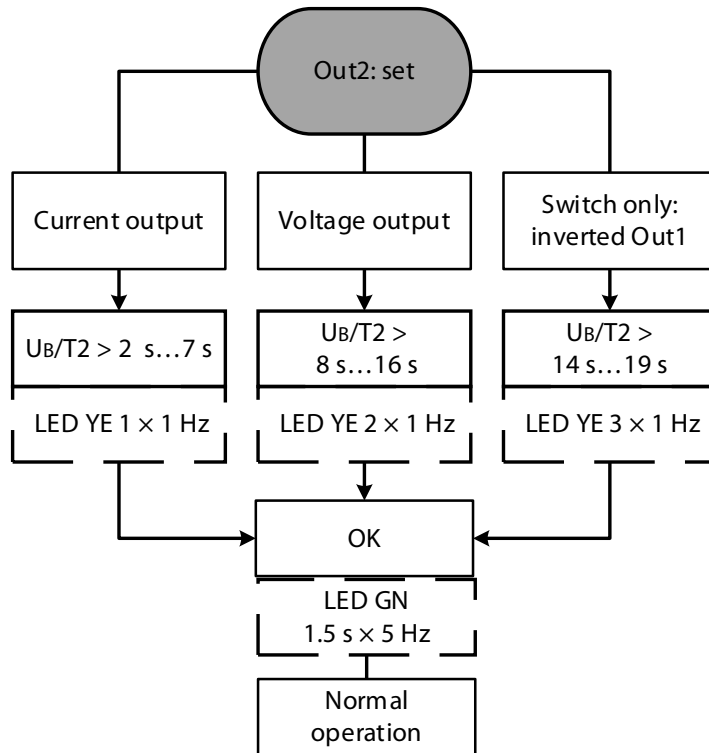 Out2: set
Current output
Voltage output
Switch only:
inverted Out1
UB/T2 > 2 s…7 s
UB/T2 >
8 s…16 s
UB/T2 >
14 s…19 s
LED YE 1 × 1 Hz
LED YE 2 × 1 Hz
LED YE 3 × 1 Hz
OK
LED GN
1.5 s × 5 Hz
Normal
operation